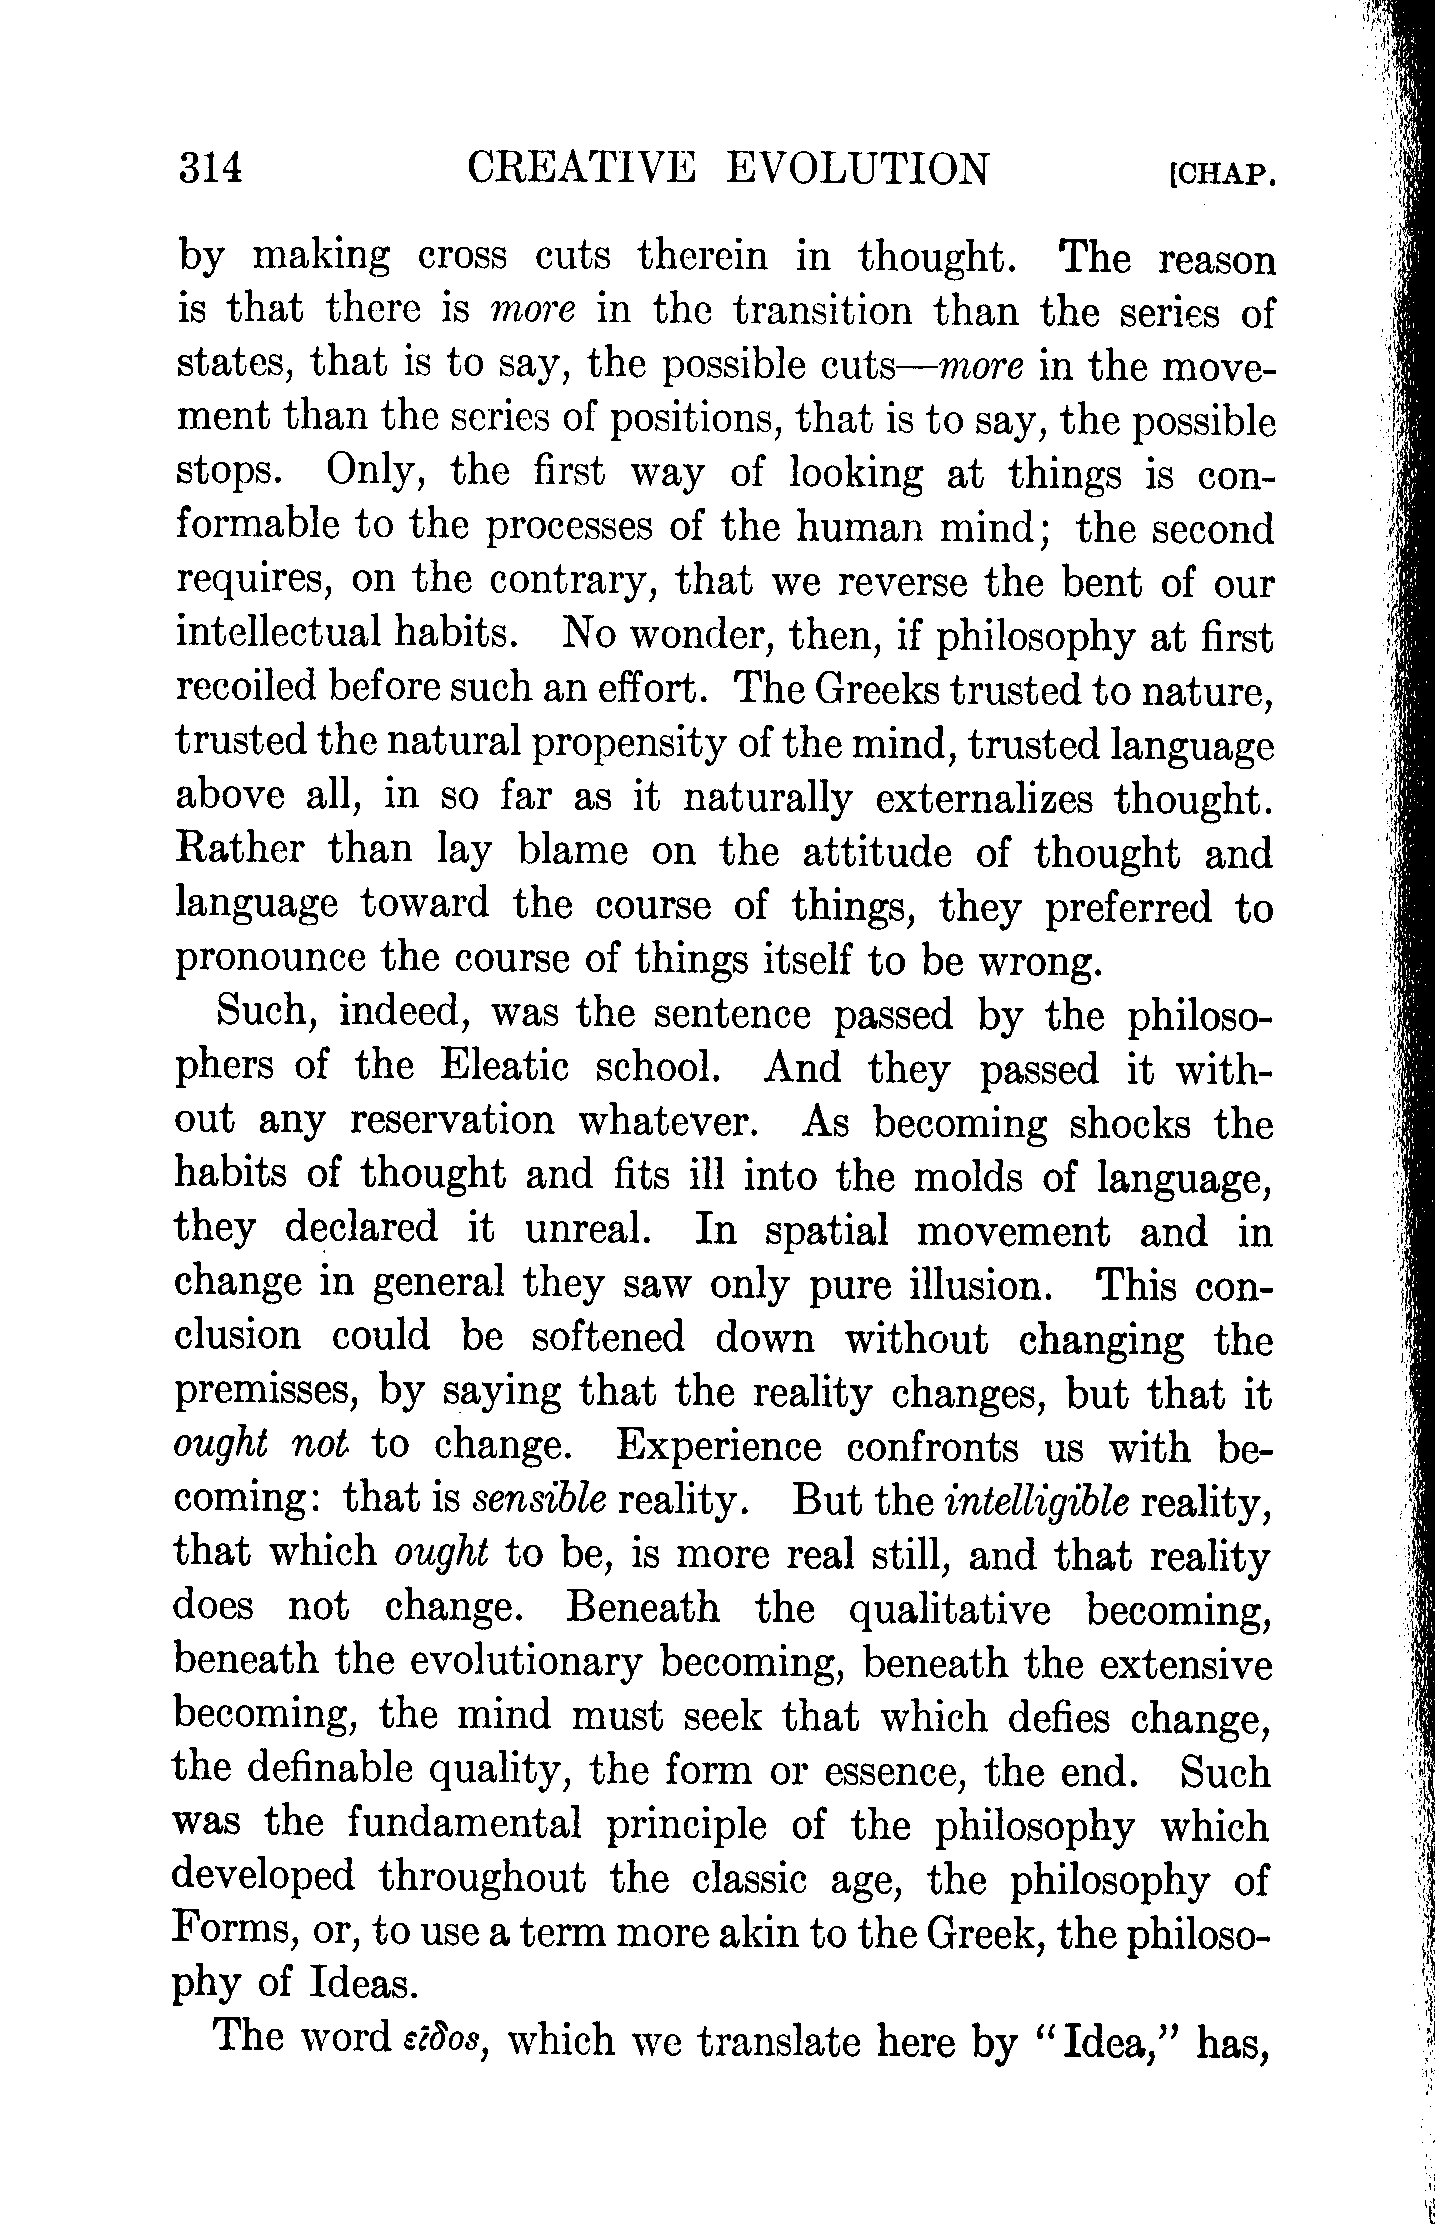 314 CREATIVE EVOLUTION [CHAP.
by making cross cuts therein in thought. The reason
is that there is more in the transition than the series of
states, that is to say, the possible cuts—more in the move-
ment than the series of positions, that is to say, the possible
stops. Only, the first way of looking at things is con-
formable to the processes of the human mind; the second
requires, on the contrary, that we reverse the bent of our
intellectual habits. No wonder, then, if philosophy at first
recoiled before such an effort. The Greeks trusted to nature,
trusted the natural propensity of the mind, trusted language
above all, in so far as it naturally externalizes thought.
Rather than lay blame on the attitude of thought and
language toward the course of things, they preferred to
pronounce the course of things itself to be wrong.
Such, indeed, was the sentence passed by the philoso-
phers of the Eleatic school. And they passed it with-
out any reservation whatever. As becoming shocks the
habits of thought and fits ill into the molds of language,
they declared it unreal. In spatial movement and in
change in general they saw only pure illusion. This con-
clusion could be softened down without changing the
premisses, by saying that the reality changes, but that it
ought not to change. Experience confronts us with be-
coming: that is sensible reality. But the intelligible reality,
that which ought to be, is more real still, and that reality
does not change. Beneath the qualitative becoming,
beneath the evolutionary becoming, beneath the extensive
becoming, the mind must seek that which defies change,
the definable quality, the form or essence, the end. Such
was the fundamental principle of the philosophy which
developed throughout the classic age, the philosophy of
Forms, or, to use a term more akin to the Greek, the philoso-
phy of Ideas.
The word εἶδος, which we translate here by "Idea," has,